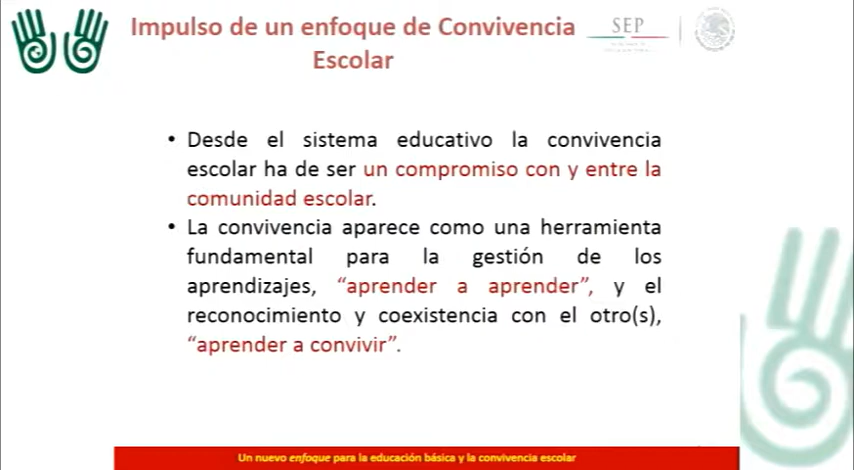 Impulso de un enfoque de Convivencia
Escolar
SEP
• Desde el sistema educativo la convivencia
escolar ha de ser un compromiso con y entre la
comunidad escolar.
• La convivencia aparece como una herramienta
fundamental para la gestión de los
aprendizajes, “aprender a aprender”, y el
reconocimiento y coexistencia con el otro(s),
“aprender a convivir”.
Un nuevo enfoque para la educación básica y la convivencia escolar